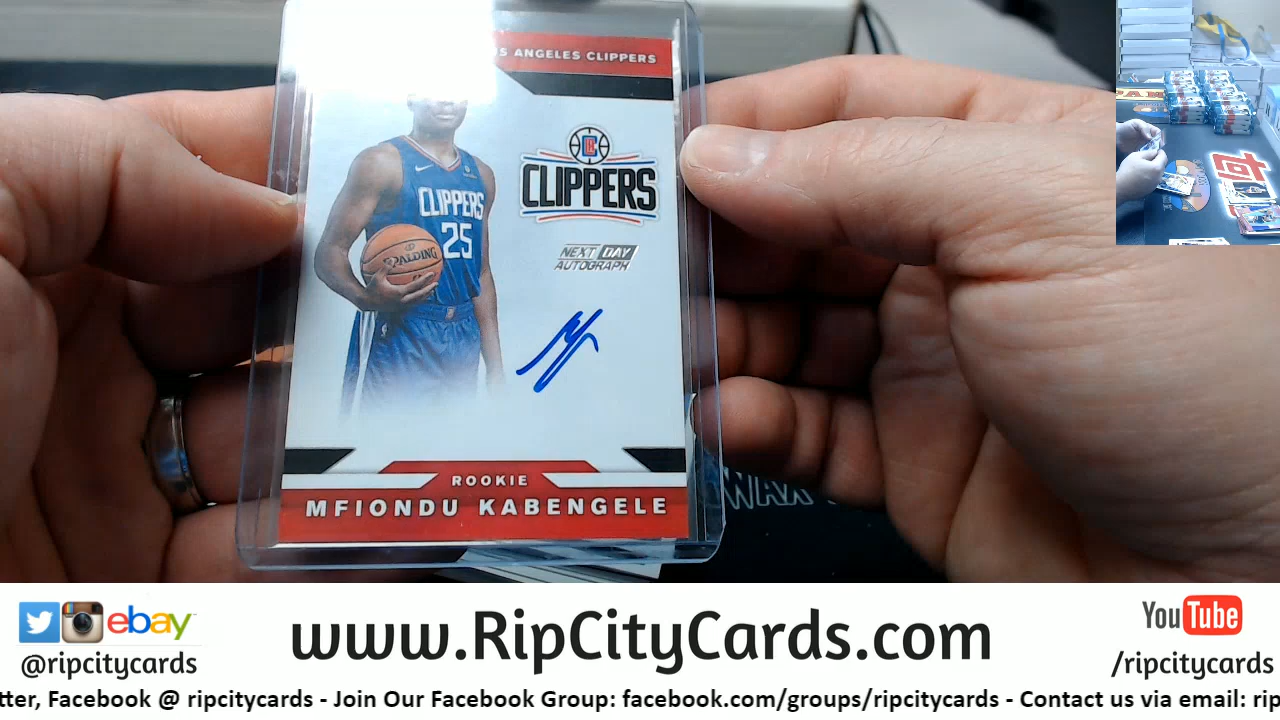 S ANGELES CLIPPERS
CLIPPERS
NEXT DAY
AUTOGRAPH
CLIPPERS
25
SPALDING
ROOKIE
MFIONDU KABENGELE
WAX
ebay
@ripcitycards
www.RipCityCards.com
YouTube
/ripcitycards
tter, Facebook @ ripcitycards - Join Our Facebook Group: facebook.com/groups/ripcitycards - Contact us via email: rip